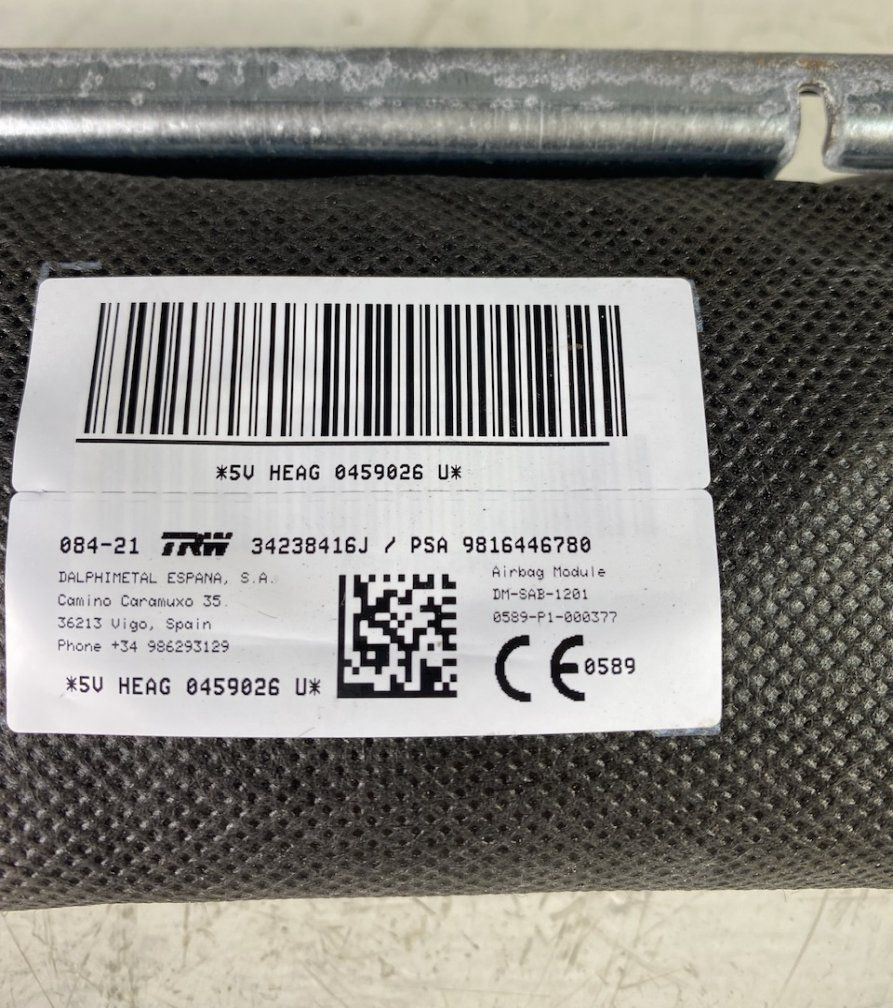 *5V HEAG 0459026 U*
084-21 TRW 34238416J / PSA 9816446780
DALPHIMETAL ESPANA, S.A.
Camino Caramuxo 35
36213 Vigo, Spain
Phone +34 986293129
*5V HEAG 0459026 U*
Airbag Module
DM-SAB-1201
0589-P1-000377
CE 0589